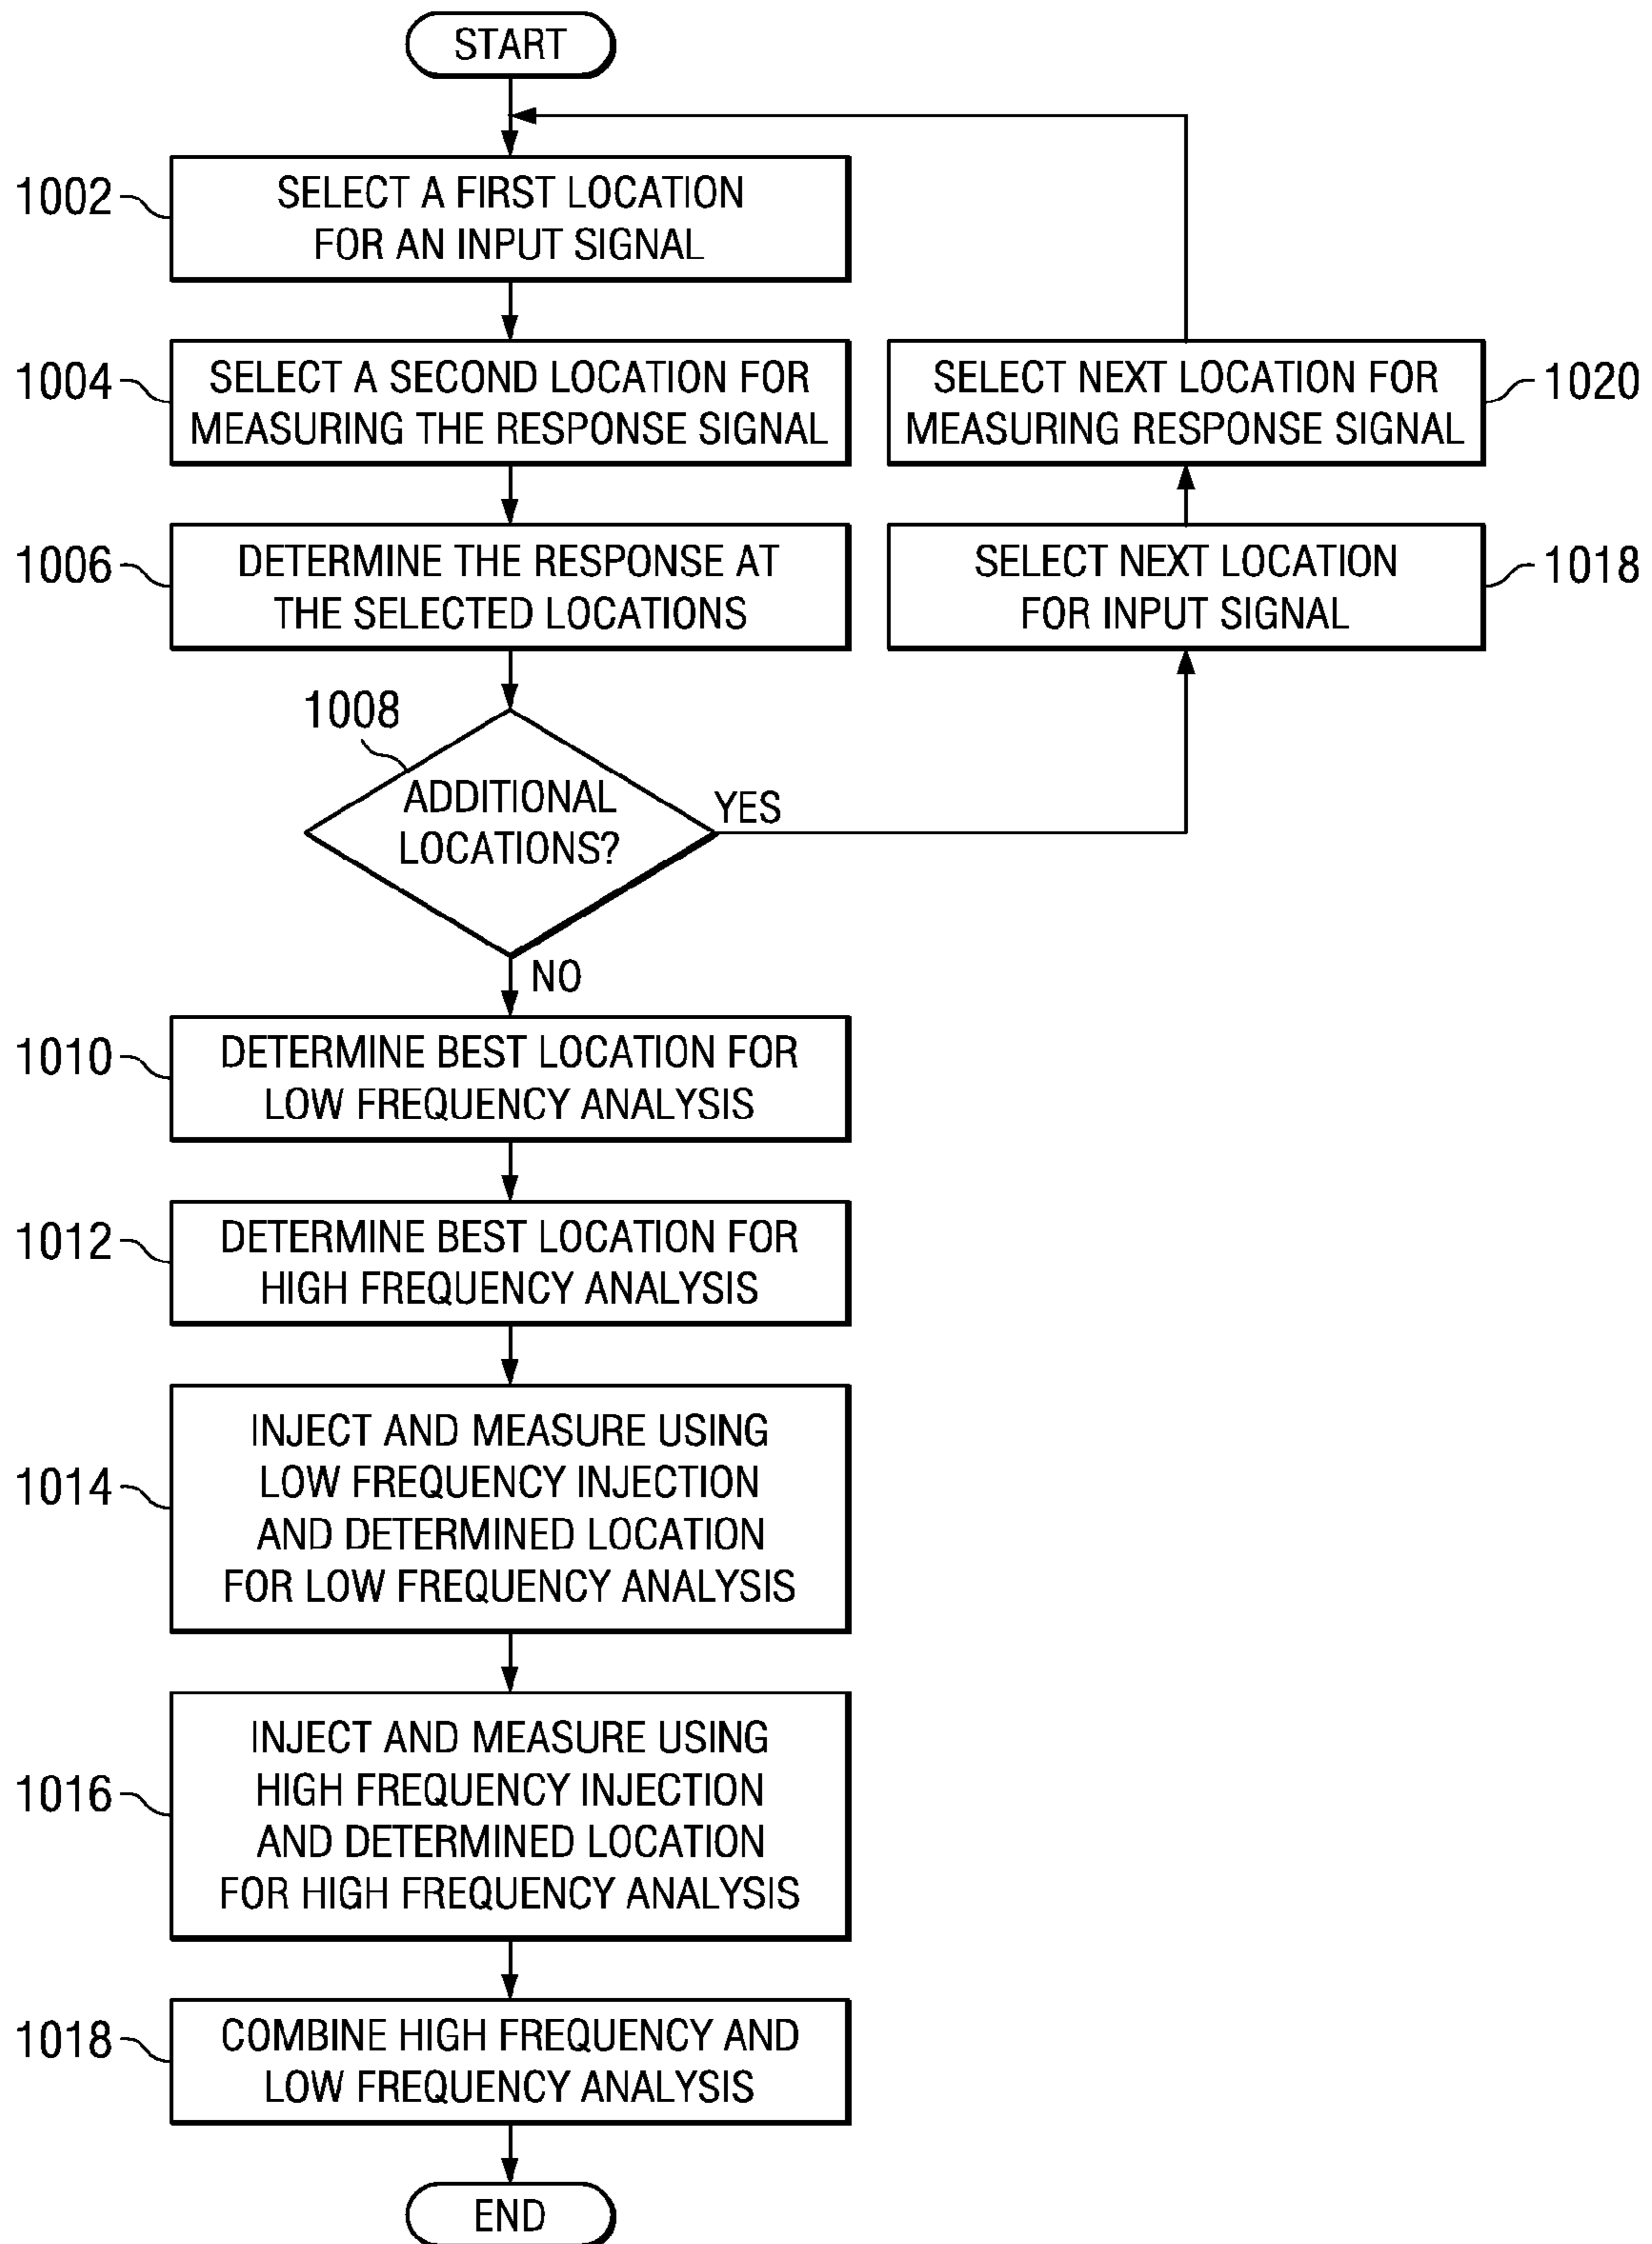 START
1002
SELECT A FIRST LOCATION
FOR AN INPUT SIGNAL
1004
SELECT A SECOND LOCATION FOR
MEASURING THE RESPONSE SIGNAL
SELECT NEXT LOCATION FOR
MEASURING RESPONSE SIGNAL
1020
1006
DETERMINE THE RESPONSE AT
THE SELECTED LOCATIONS
SELECT NEXT LOCATION
FOR INPUT SIGNAL
1018
1008
ADDITIONAL
LOCATIONS?
YES
NO
1010
DETERMINE BEST LOCATION FOR
LOW FREQUENCY ANALYSIS
1012
DETERMINE BEST LOCATION FOR
HIGH FREQUENCY ANALYSIS
1014
INJECT AND MEASURE USING
LOW FREQUENCY INJECTION
AND DETERMINED LOCATION
FOR LOW FREQUENCY ANALYSIS
1016
INJECT AND MEASURE USING
HIGH FREQUENCY INJECTION
AND DETERMINED LOCATION
FOR HIGH FREQUENCY ANALYSIS
1018
COMBINE HIGH FREQUENCY AND
LOW FREQUENCY ANALYSIS
END